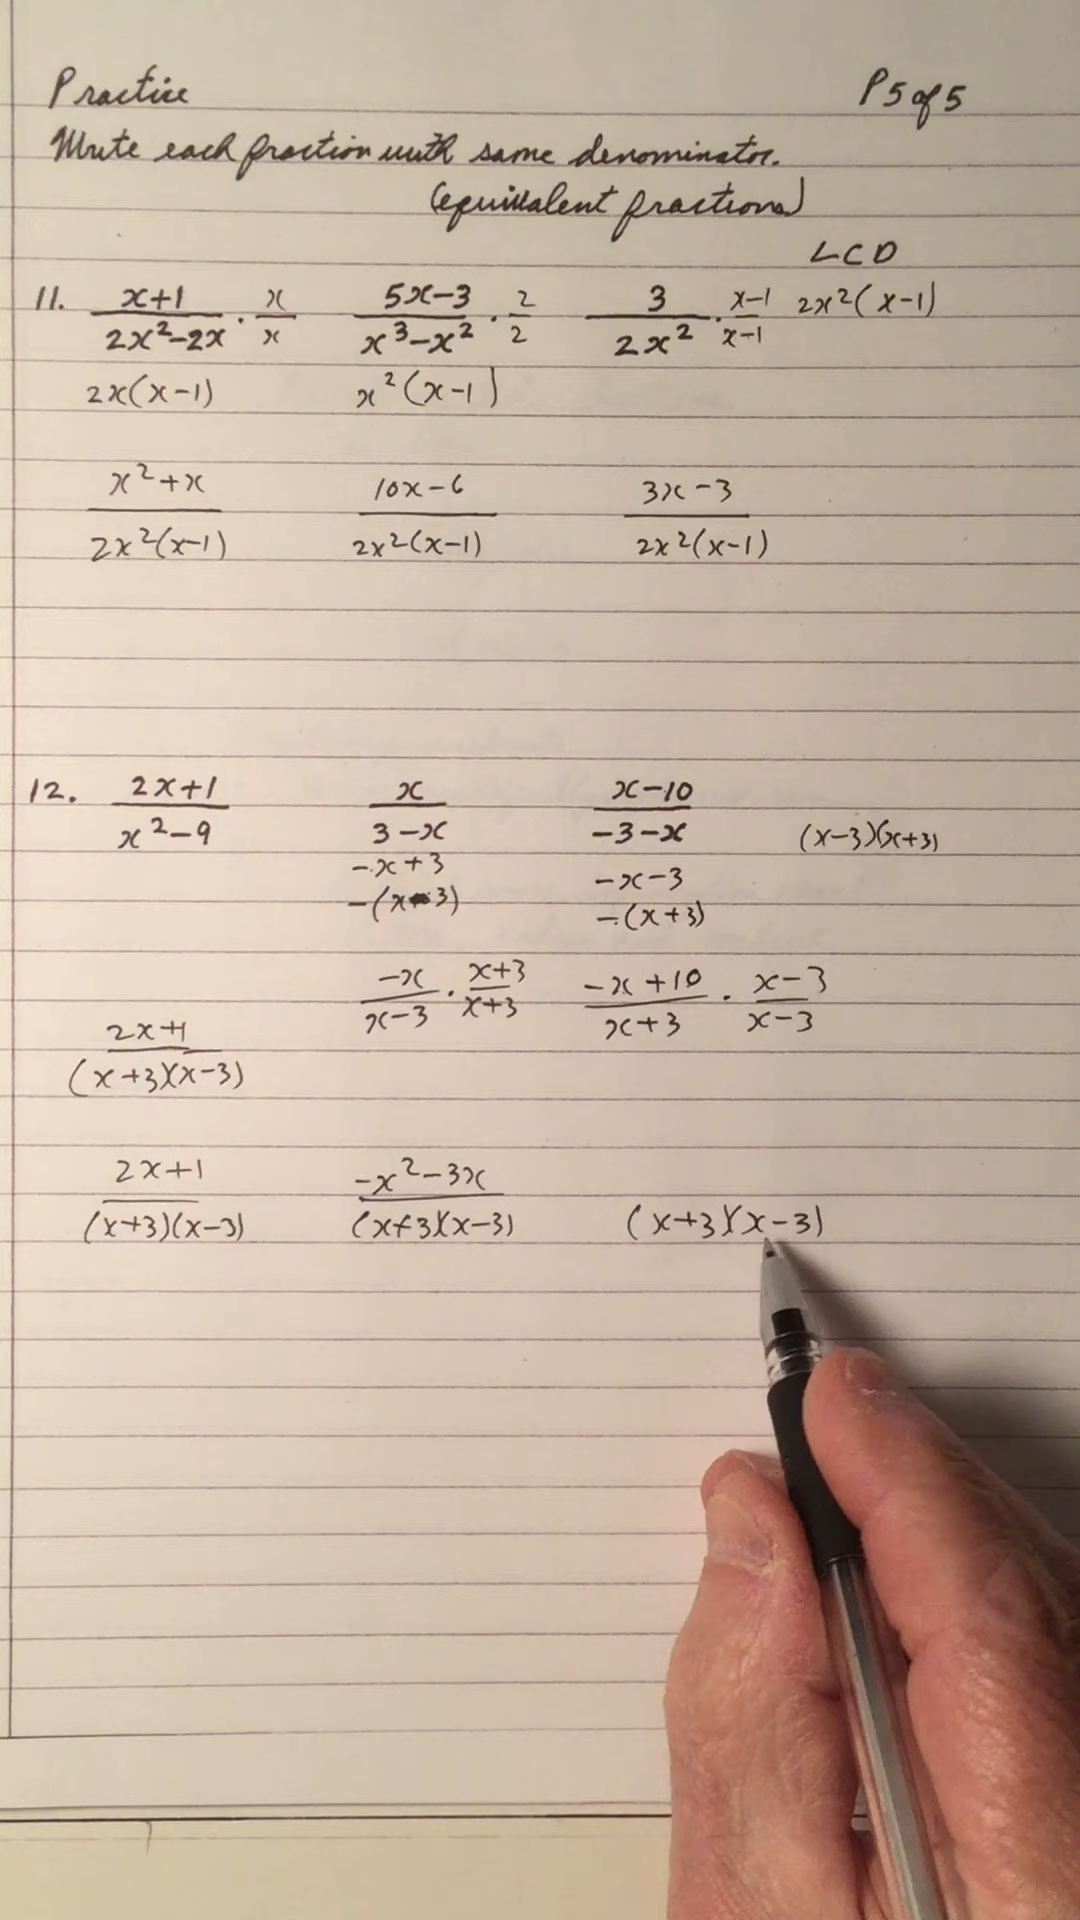 Practice P 5 of 5
Write each fraction with same denominator.
(equivalent fractions)
LCD
11. (x+1)/(2x²-2x) · x/x (5x-3)/(x³-x²) · 2/2 3/(2x²) · (x-1)/(x-1) 2x²(x-1)
2x(x-1) x²(x-1)
(x²+x)/(2x²(x-1)) (10x-6)/(2x²(x-1)) (3x-3)/(2x²(x-1))
12. (2x+1)/(x²-9) x/(3-x) (x-10)/(-3-x) (x-3)(x+3)
-x+3 -x-3
-(x-3) -(x+3)
-x/(x-3) · (x+3)/(x+3) (-x+10)/(x+3) · (x-3)/(x-3)
(2x+1)/((x+3)(x-3))
(2x+1)/((x+3)(x-3)) (-x²-3x)/((x+3)(x-3)) (x+3)(x-3)